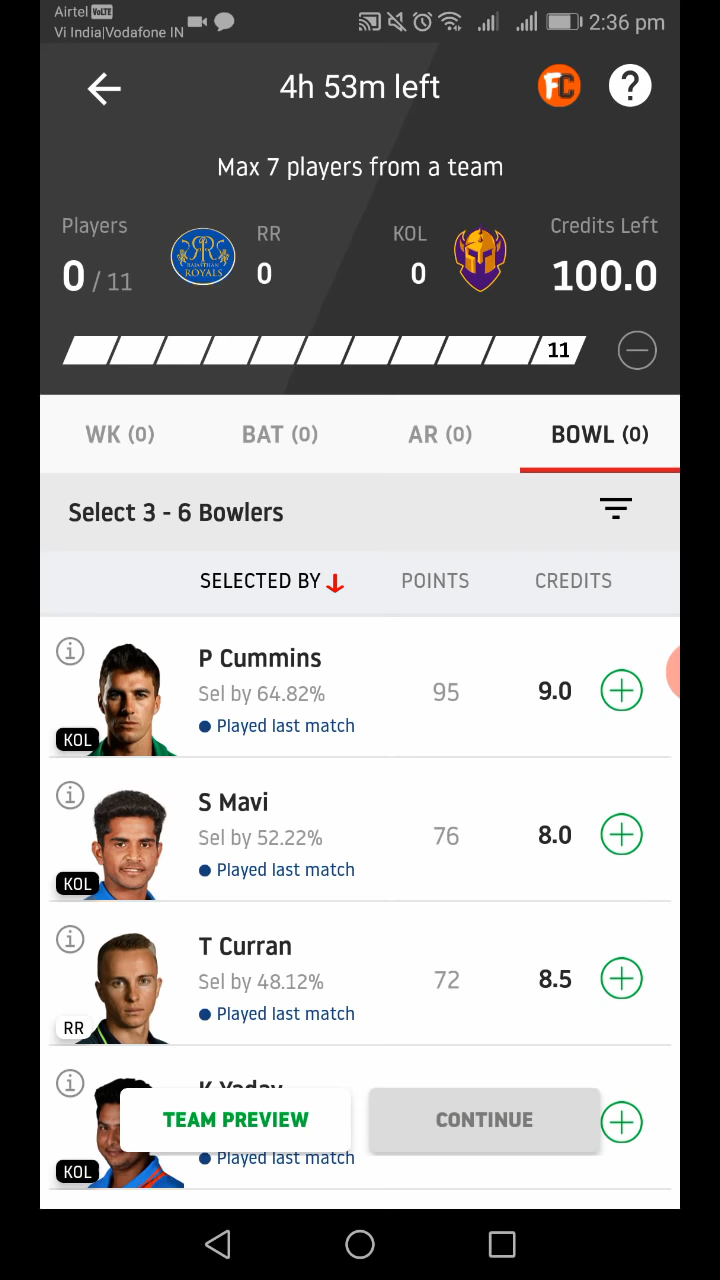 Airtel VoLTE
Vi India|Vodafone IN
2:36 pm
4h 53m left
FC
?
Max 7 players from a team
Players
0 / 11
RAJASTHAN ROYALS
RR
0
KOL
0
Credits Left
100.0
11
WK (0)
BAT (0)
AR (0)
BOWL (0)
Select 3 - 6 Bowlers
SELECTED BY
POINTS
CREDITS
P Cummins
Sel by 64.82%
95
9.0
Played last match
KOL
S Mavi
Sel by 52.22%
76
8.0
Played last match
KOL
T Curran
Sel by 48.12%
72
8.5
Played last match
RR
K Yadav
TEAM PREVIEW
CONTINUE
Played last match
KOL